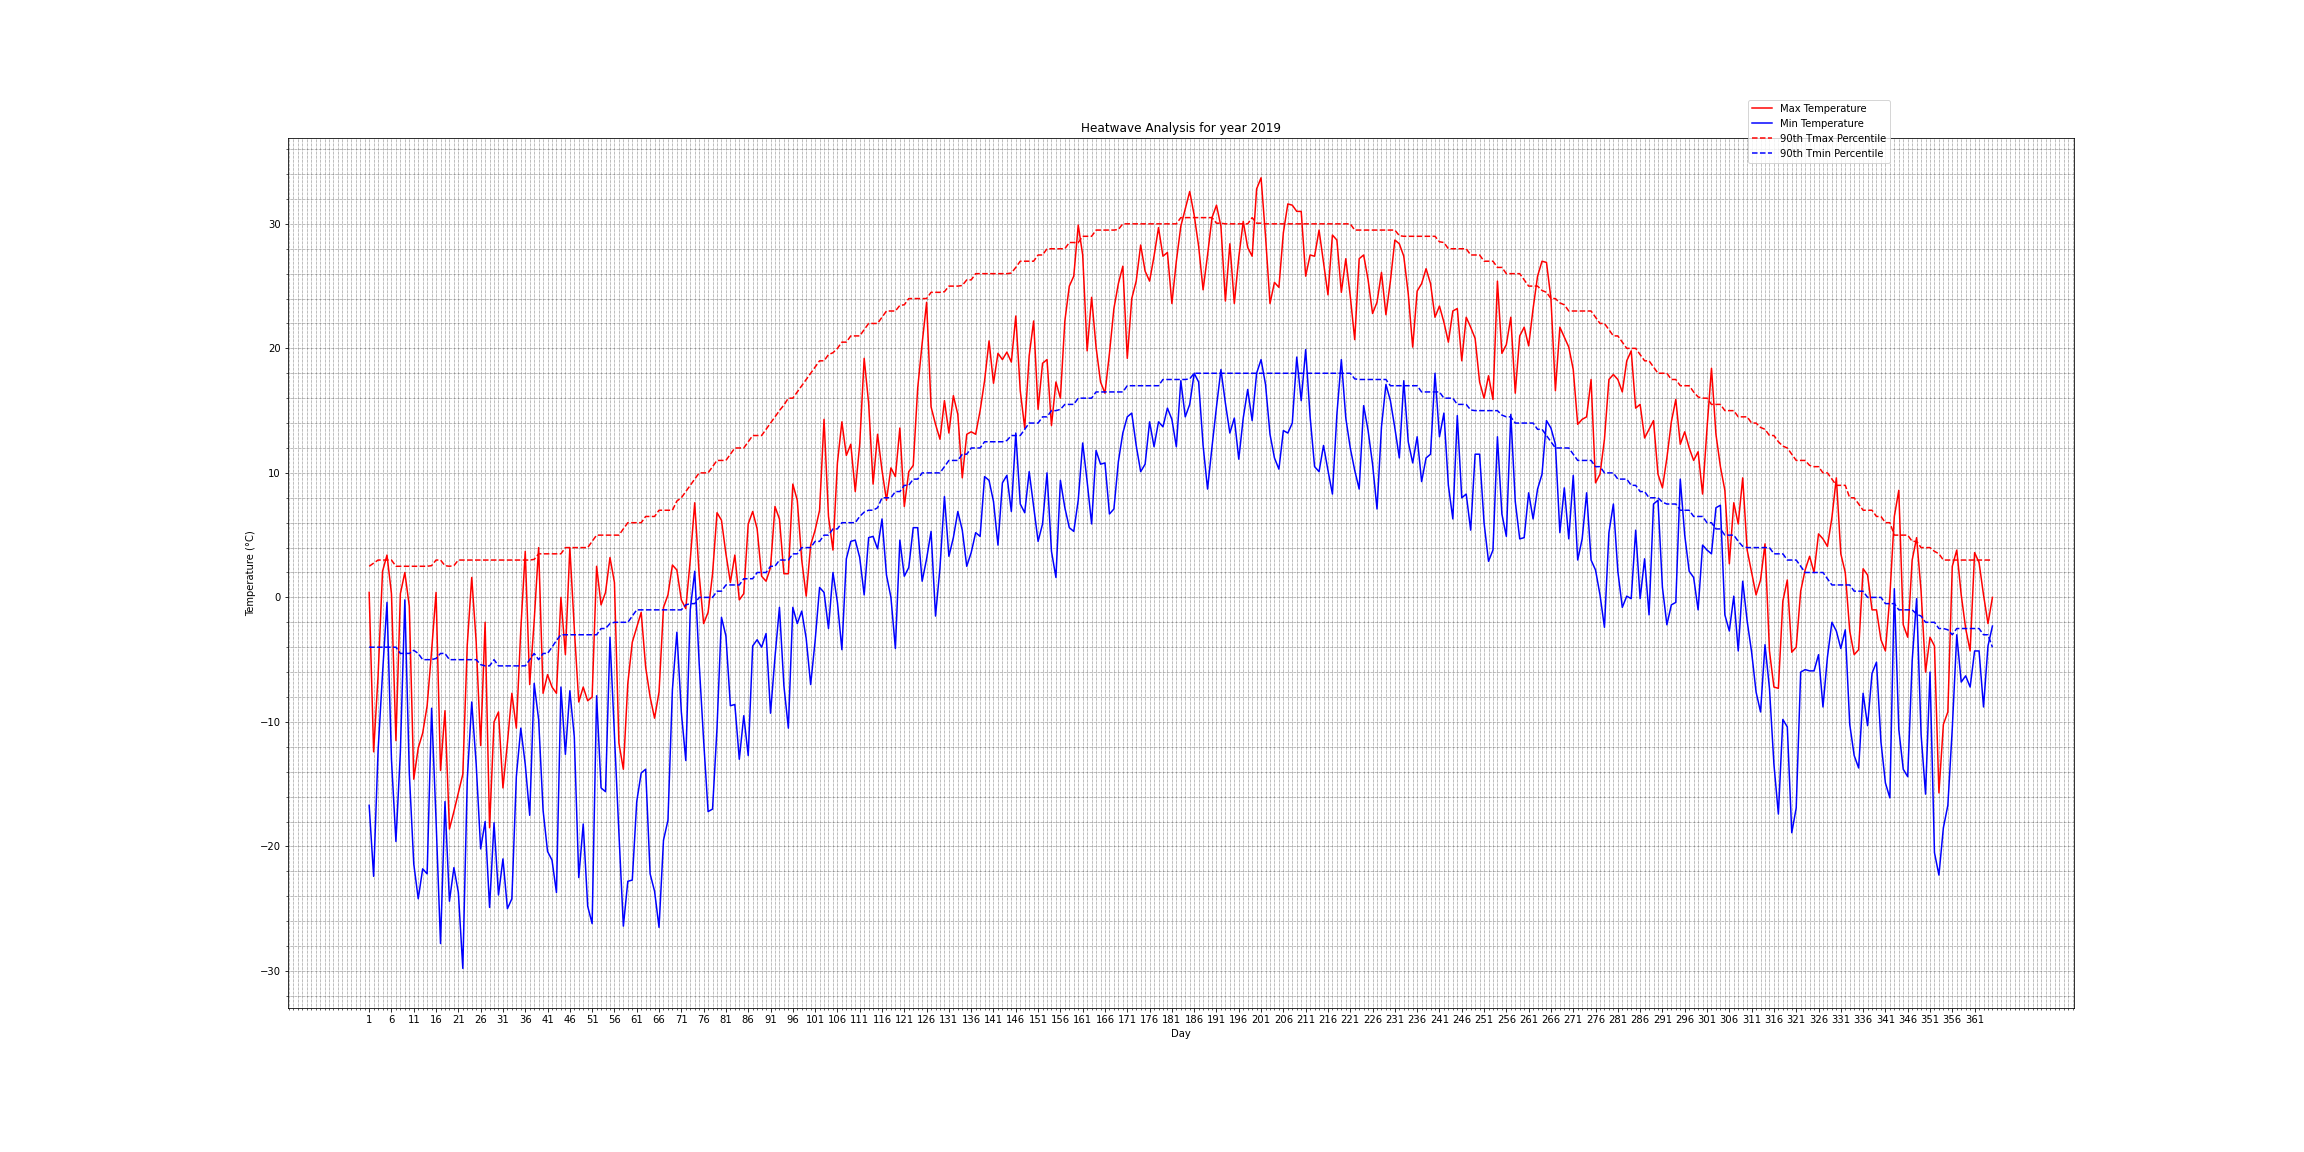 Max Temperature
Min Temperature
90th Tmax Percentile
90th Tmin Percentile
Heatwave Analysis for year 2019
Temperature (°C)
30
20
10
0
−10
−20
−30
1 6 11 16 21 26 31 36 41 46 51 56 61 66 71 76 81 86 91 96 101 106 111 116 121 126 131 136 141 146 151 156 161 166 171 176 181 186 191 196 201 206 211 216 221 226 231 236 241 246 251 256 261 266 271 276 281 286 291 296 301 306 311 316 321 326 331 336 341 346 351 356 361
Day